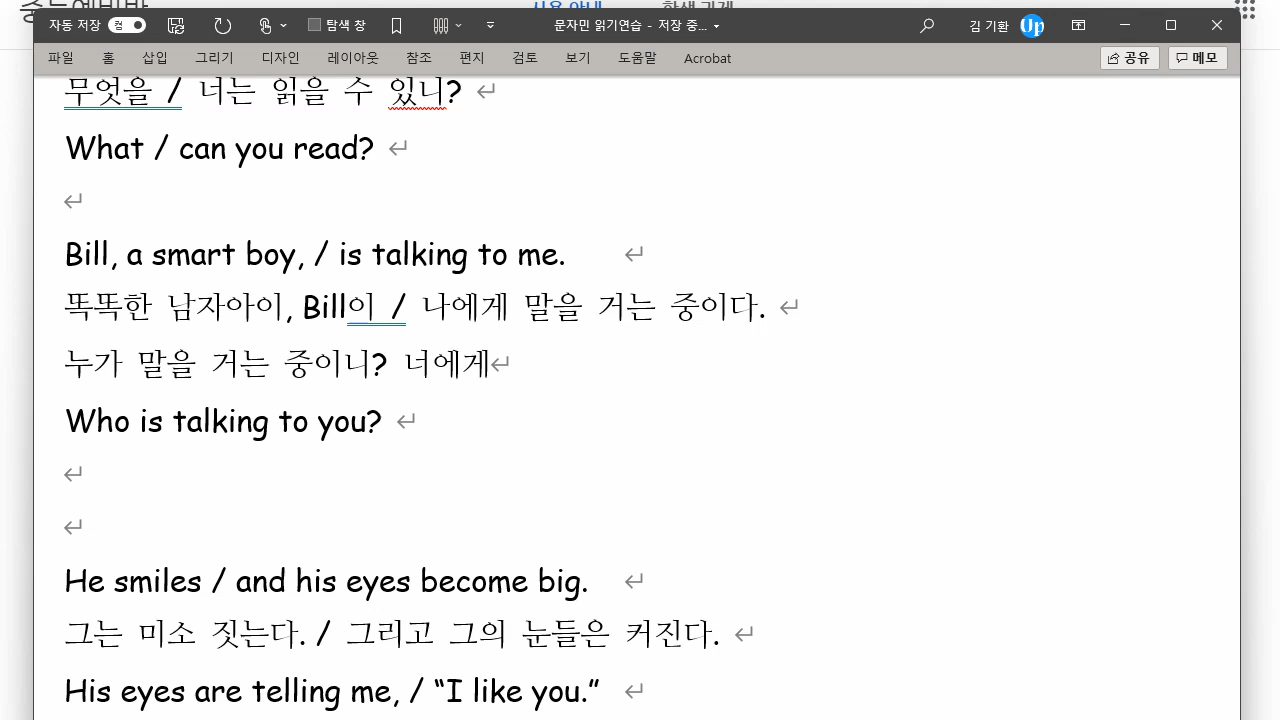 사용 안내
자동 저장 컴 탐색 창 문자민 읽기연습 - 저장 중... 김 기환 Up
파일 홈 삽입 그리기 디자인 레이아웃 참조 편지 검토 보기 도움말 Acrobat 공유 메모
무엇을 / 너는 읽을 수 있니?
What / can you read?
Bill, a smart boy, / is talking to me.
똑똑한 남자아이, Bill이 / 나에게 말을 거는 중이다.
누가 말을 거는 중이니? 너에게
Who is talking to you?
He smiles / and his eyes become big.
그는 미소 짓는다. / 그리고 그의 눈들은 커진다.
His eyes are telling me, / “I like you.”